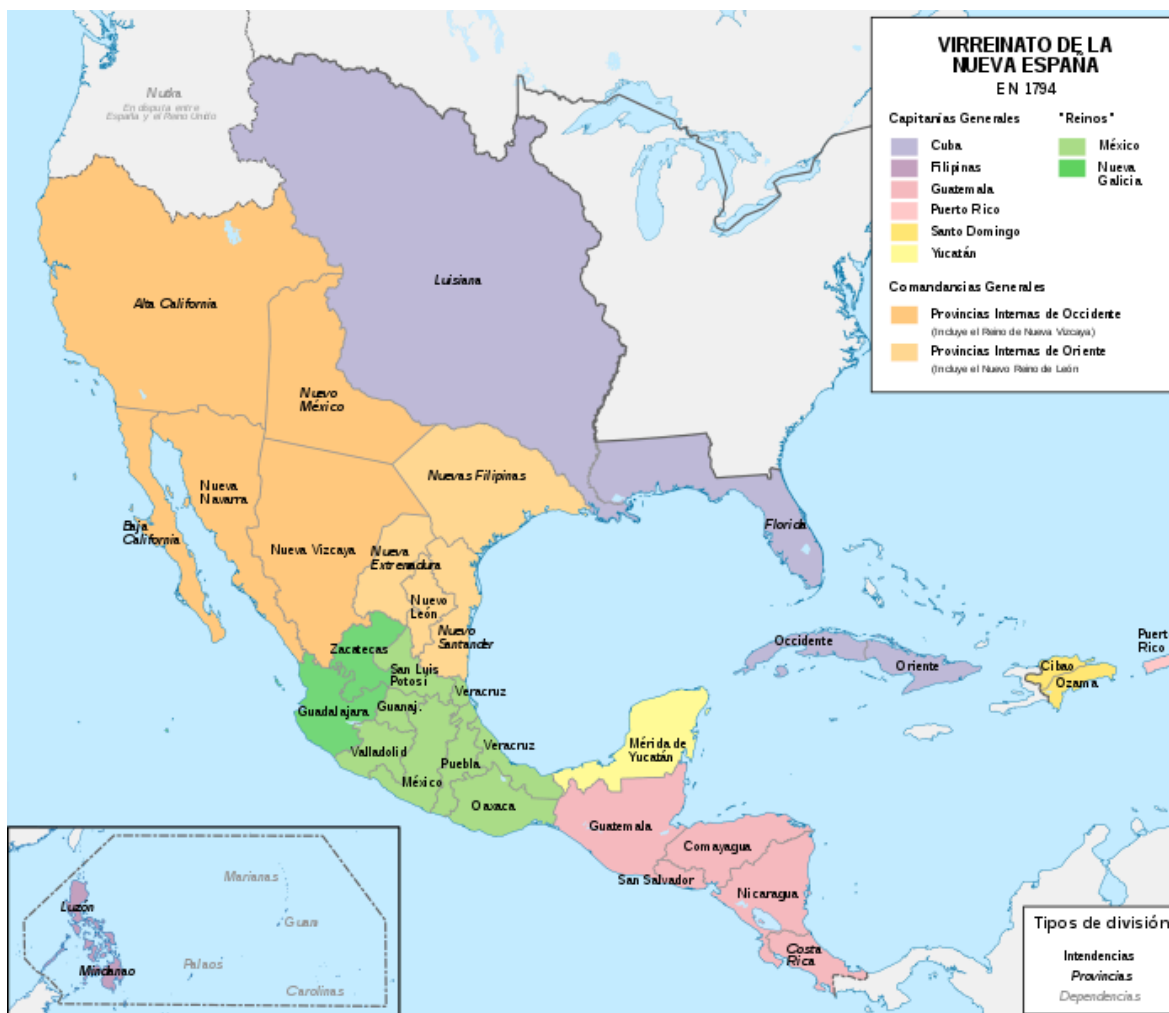 VIRREINATO DE LA
NUEVA ESPAÑA
EN 1794
Capitanias Generales
Cuba
Filipinas
Guatemala
Puerto Rico
Santo Domingo
Yucatán
"Reinos"
México
Nueva
Galicia
Comandancias Generales
Provincias Internas de Occidente
(Incluye el Reino de Nueva Vizcaya)
Provincias Internas de Oriente
(Incluye el Nuevo Reino de León
Nutka
En disputa entre
España y el Reino Unido
Luisiana
Alta California
Nuevo
México
Nuevas Filipinas
Nueva
Navarra
Baja
California
Nueva Vizcaya
Nueva
Extremadura
Nuevo
León
Nuevo
Santander
Florida
Zacatecas
San Luis
Potosí
Veracruz
Guadalajara
Guanaj.
Valladolid
México
Puebla
Veracruz
Oaxaca
Mérida de
Yucatán
Occidente
Oriente
Cibao
Ozama
Puert
Rico
Guatemala
Comayagua
San Salvador
Nicaragua
Costa
Rica
Luzón
Mindanao
Marianas
Guam
Palaos
Carolinas
Tipos de división
Intendencias
Provincias
Dependencias